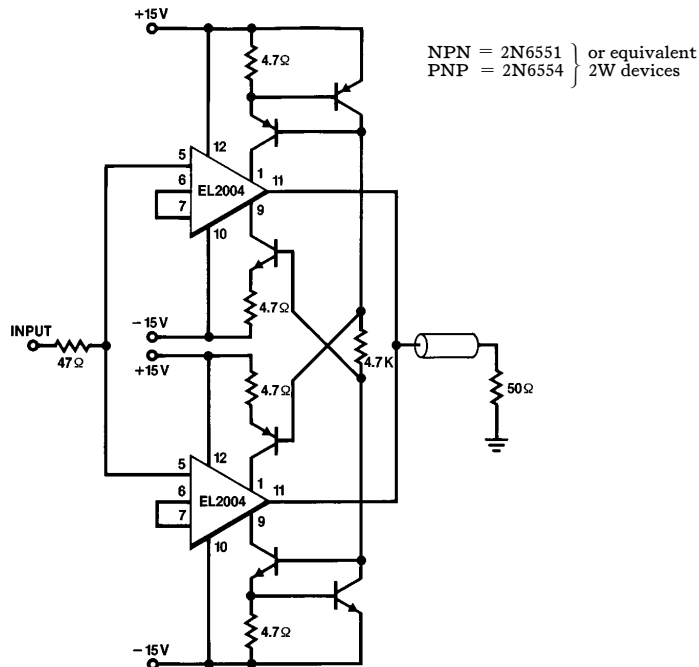 +15V
NPN = 2N6551 } or equivalent
PNP = 2N6554 } 2W devices
4.7Ω
12
5
1
11
6
EL2004
7
9
10
4.7Ω
INPUT
-15V
47Ω
+15V
4.7K
4.7Ω
50Ω
12
5
1
11
6
EL2004
7
9
10
4.7Ω
-15V